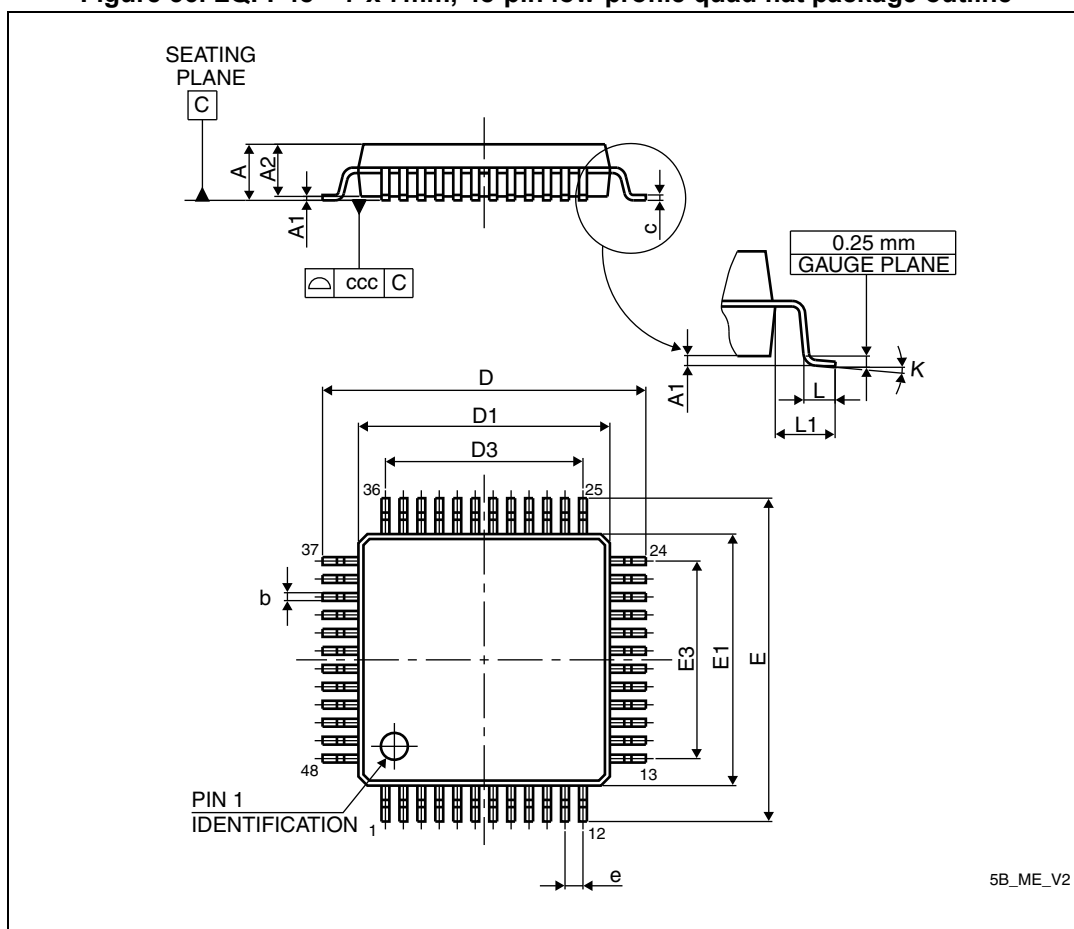 Figure LQFP48 – 7 x 7mm, 48-pin low-profile quad flat package outline
SEATING
PLANE
C
A
A2
A1
c
ccc C
0.25 mm
GAUGE PLANE
A1
K
L
L1
D
D1
D3
36
25
37
24
b
E3
E1
E
48
13
PIN 1
IDENTIFICATION
1
12
e
5B_ME_V2